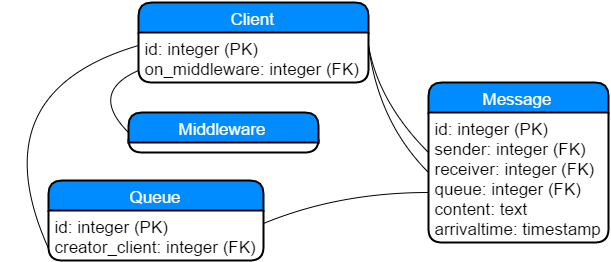 Client
id: integer (PK)
on_middleware: integer (FK)
Middleware
Message
id: integer (PK)
sender: integer (FK)
receiver: integer (FK)
queue: integer (FK)
content: text
arrivaltime: timestamp
Queue
id: integer (PK)
creator_client: integer (FK)